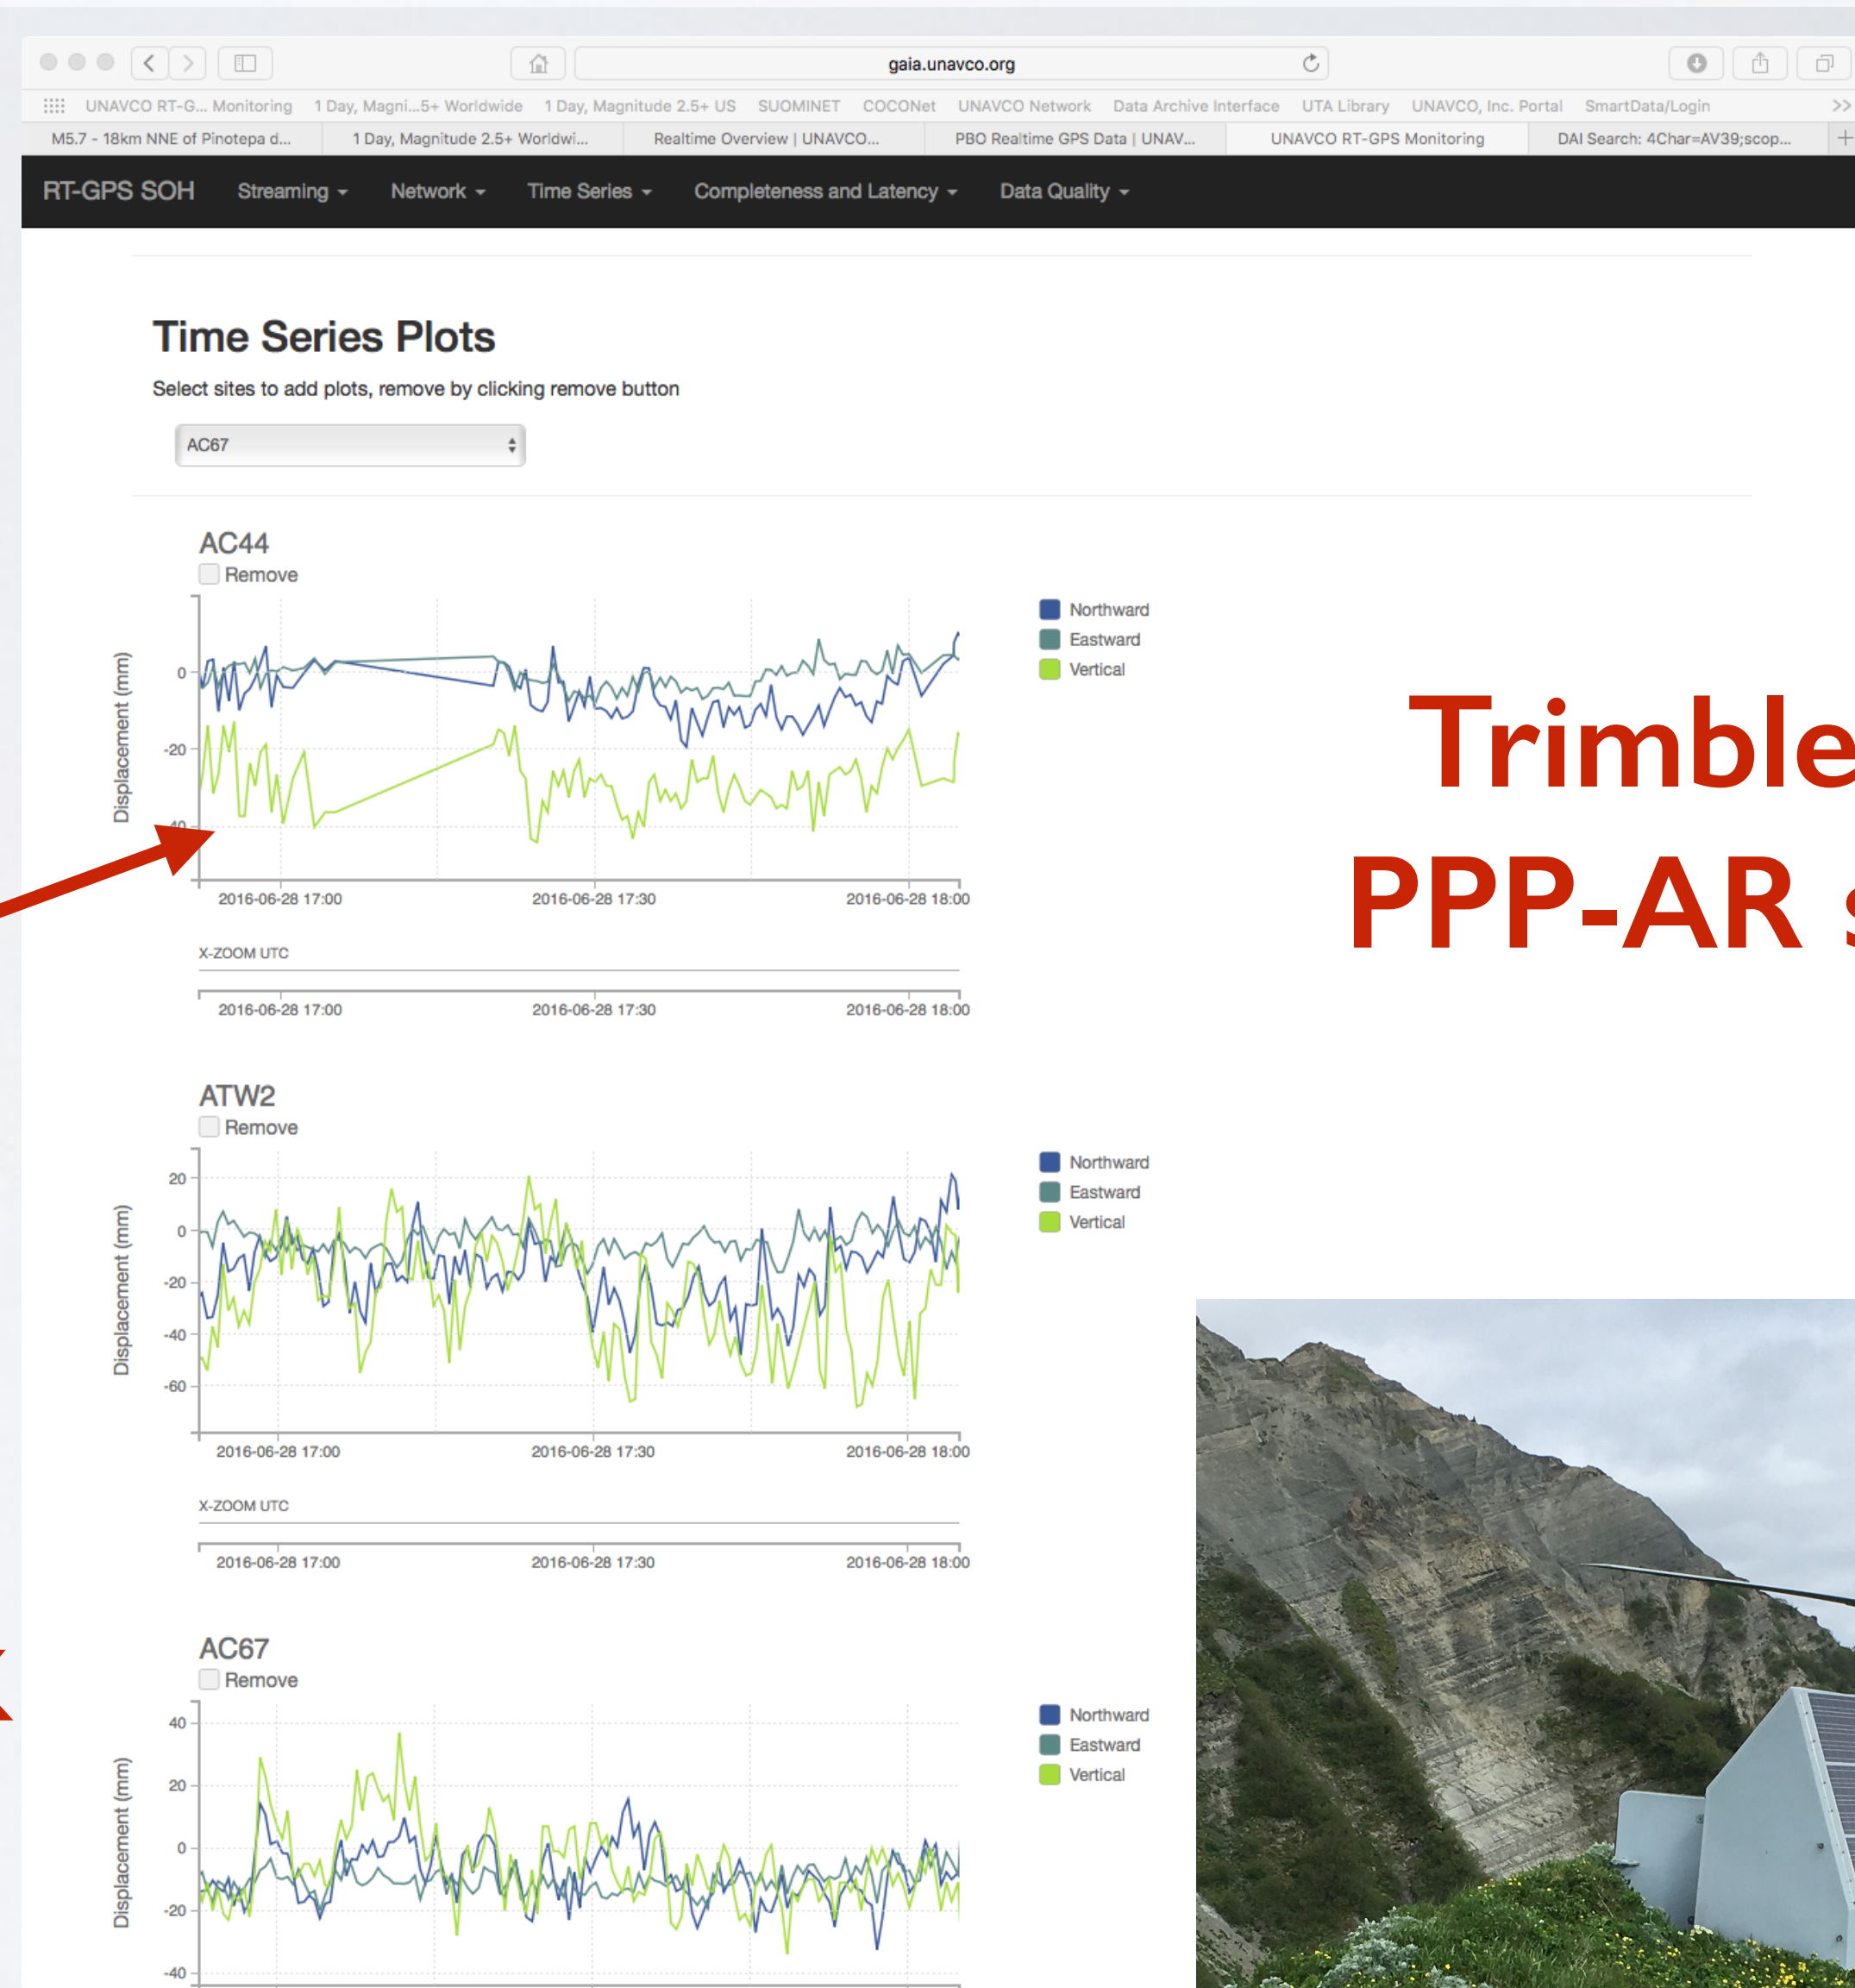 gaia.unavco.org
UNAVCO RT-G... Monitoring 1 Day, Magni...5+ Worldwide 1 Day, Magnitude 2.5+ US SUOMINET COCONet UNAVCO Network Data Archive Interface UTA Library UNAVCO, Inc. Portal SmartData/Login >>
M5.7 - 18km NNE of Pinotepa d... 1 Day, Magnitude 2.5+ Worldwi... Realtime Overview | UNAVCO... PBO Realtime GPS Data | UNAV... UNAVCO RT-GPS Monitoring DAI Search: 4Char=AV39;scop... +
RT-GPS SOH Streaming Network Time Series Completeness and Latency Data Quality
Time Series Plots
Select sites to add plots, remove by clicking remove button
AC67
AC44
Remove
Northward
Eastward
Vertical
Displacement (mm)
0
-20
-40
2016-06-28 17:00 2016-06-28 17:30 2016-06-28 18:00
X-ZOOM UTC
2016-06-28 17:00 2016-06-28 17:30 2016-06-28 18:00
Trimble
PPP-AR s
ATW2
Remove
Northward
Eastward
Vertical
Displacement (mm)
20
0
-20
-40
-60
2016-06-28 17:00 2016-06-28 17:30 2016-06-28 18:00
X-ZOOM UTC
2016-06-28 17:00 2016-06-28 17:30 2016-06-28 18:00
AC67
Remove
Northward
Eastward
Vertical
Displacement (mm)
40
20
0
-20
-40